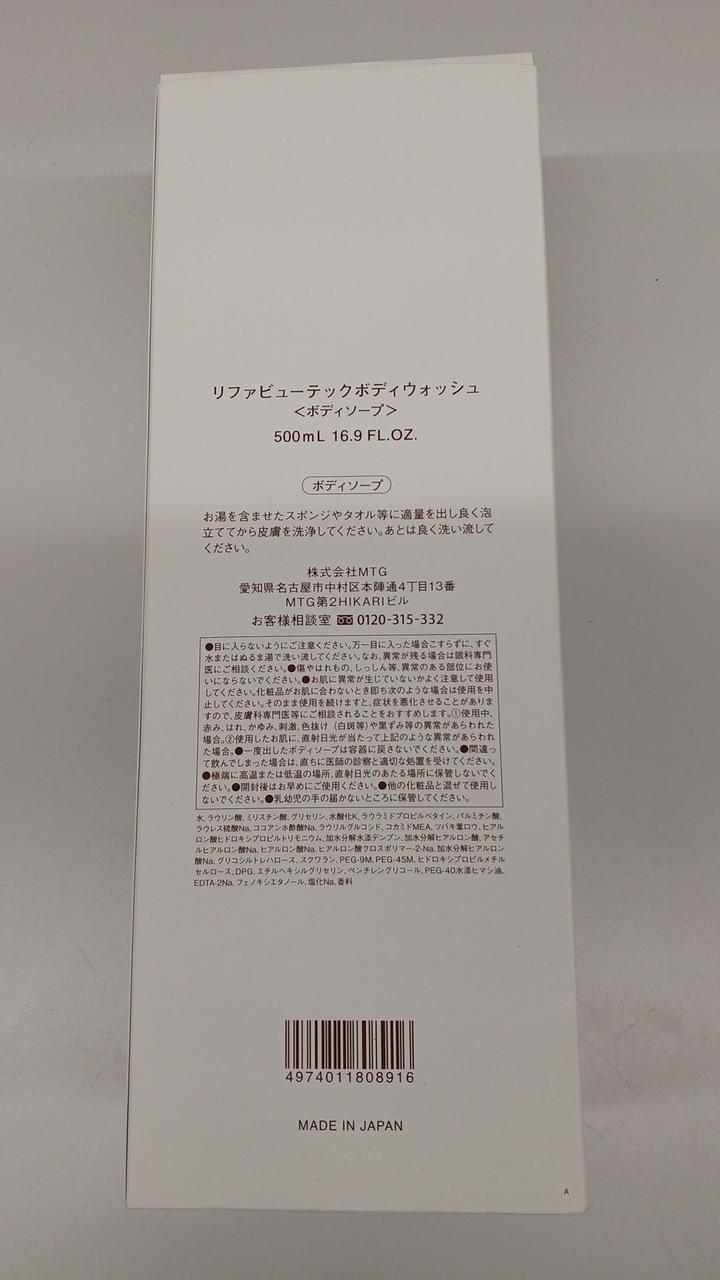 リファビューテックボディウォッシュ
＜ボディソープ＞
500mL 16.9 FL.OZ.
ボディソープ
お湯を含ませたスポンジやタオル等に適量を出し良く泡
立ててから皮膚を洗浄してください。あとは良く洗い流して
ください。
株式会社MTG
愛知県名古屋市中村区本陣通4丁目13番
MTG第2HIKARIビル
お客様相談室 0120-315-332
●目に入らないようにご注意ください。万一目に入った場合こすらずに、すぐ
水またはぬるま湯で洗い流してください。なお、異常が残る場合は眼科専門
医にご相談ください。●傷やはれもの、しっしん等、異常のある部位にお使
いにならないでください。●お肌に異常が生じていないかよく注意して使用
してください。化粧品がお肌に合わないとき即ち次のような場合は使用を中
止してください。そのまま使用を続けますと、症状を悪化させることがありま
すので、皮膚科専門医等にご相談されることをおすすめします。①使用中、
赤み、はれ、かゆみ、刺激、色抜け（白斑等）や黒ずみ等の異常があらわれた
場合。②使用したお肌に、直射日光が当たって上記のような異常があらわれ
た場合。●一度出したボディソープは容器に戻さないでください。●間違っ
て飲んでしまった場合は、直ちに医師の診察と適切な処置を受けてください。
●極端に高温または低温の場所、直射日光のあたる場所に保管しないでく
ださい。●開封後はお早めにご使用ください。●他の化粧品と混ぜて使用し
ないでください。●乳幼児の手の届かないところに保管してください。
水、ラウリン酸、ミリスチン酸、グリセリン、水酸化K、ラウラミドプロピルベタイン、パルミチン酸、
ラウレス硫酸Na、ココアンホ酢酸Na、ラウリルグルコシド、コカミドMEA、ツバキ葉ロウ、ヒアル
ロン酸ヒドロキシプロピルトリモニウム、加水分解水添デンプン、加水分解ヒアルロン酸、アセチ
ルヒアルロン酸Na、ヒアルロン酸Na、ヒアルロン酸クロスポリマー-2-Na、加水分解ヒアルロン
酸Na、グリコシルトレハロース、スクワラン、PEG-9M、PEG-45M、ヒドロキシプロピルメチル
セルロース、DPG、エチルヘキシルグリセリン、ペンチレングリコール、PEG-40水添ヒマシ油、
EDTA-2Na、フェノキシエタノール、塩化Na、香料
4974011808916
MADE IN JAPAN
A